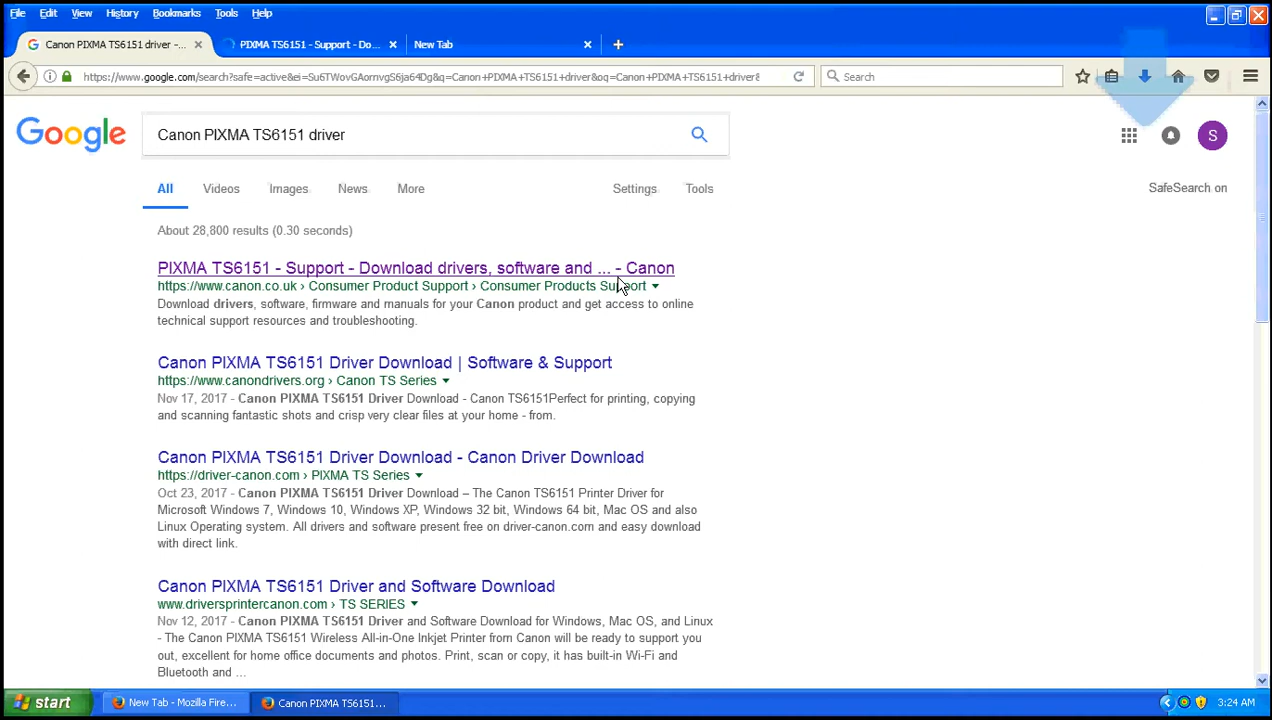 File Edit View History Bookmarks Tools Help
Canon PIXMA TS6151 driver -... × PIXMA TS6151 - Support - Do... × New Tab × +
https://www.google.com/search?safe=active&ei=Su6TWovGAornvgS6ja64Dg&q=Canon+PIXMA+TS6151+driver&oq=Canon+PIXMA+TS6151+driver& Search
Google Canon PIXMA TS6151 driver S
All Videos Images News More Settings Tools SafeSearch on
About 28,800 results (0.30 seconds)
PIXMA TS6151 - Support - Download drivers, software and ... - Canon
https://www.canon.co.uk › Consumer Product Support › Consumer Products Support
Download drivers, software, firmware and manuals for your Canon product and get access to online
technical support resources and troubleshooting.
Canon PIXMA TS6151 Driver Download | Software & Support
https://www.canondrivers.org › Canon TS Series
Nov 17, 2017 - Canon PIXMA TS6151 Driver Download - Canon TS6151Perfect for printing, copying
and scanning fantastic shots and crisp very clear files at your home - from.
Canon PIXMA TS6151 Driver Download - Canon Driver Download
https://driver-canon.com › PIXMA TS Series
Oct 23, 2017 - Canon PIXMA TS6151 Driver Download – The Canon TS6151 Printer Driver for
Microsoft Windows 7, Windows 10, Windows XP, Windows 32 bit, Windows 64 bit, Mac OS and also
Linux Operating system. All drivers and software present free on driver-canon.com and easy download
with direct link.
Canon PIXMA TS6151 Driver and Software Download
www.driversprintercanon.com › TS SERIES
Nov 12, 2017 - Canon PIXMA TS6151 Driver and Software Download for Windows, Mac OS, and Linux
- The Canon PIXMA TS6151 Wireless All-in-One Inkjet Printer from Canon will be ready to support you
out, excellent for home office documents and photos. Print, scan or copy, it has built-in Wi-Fi and
Bluetooth and ...
start New Tab - Mozilla Fire... Canon PIXMA TS6151... 3:24 AM